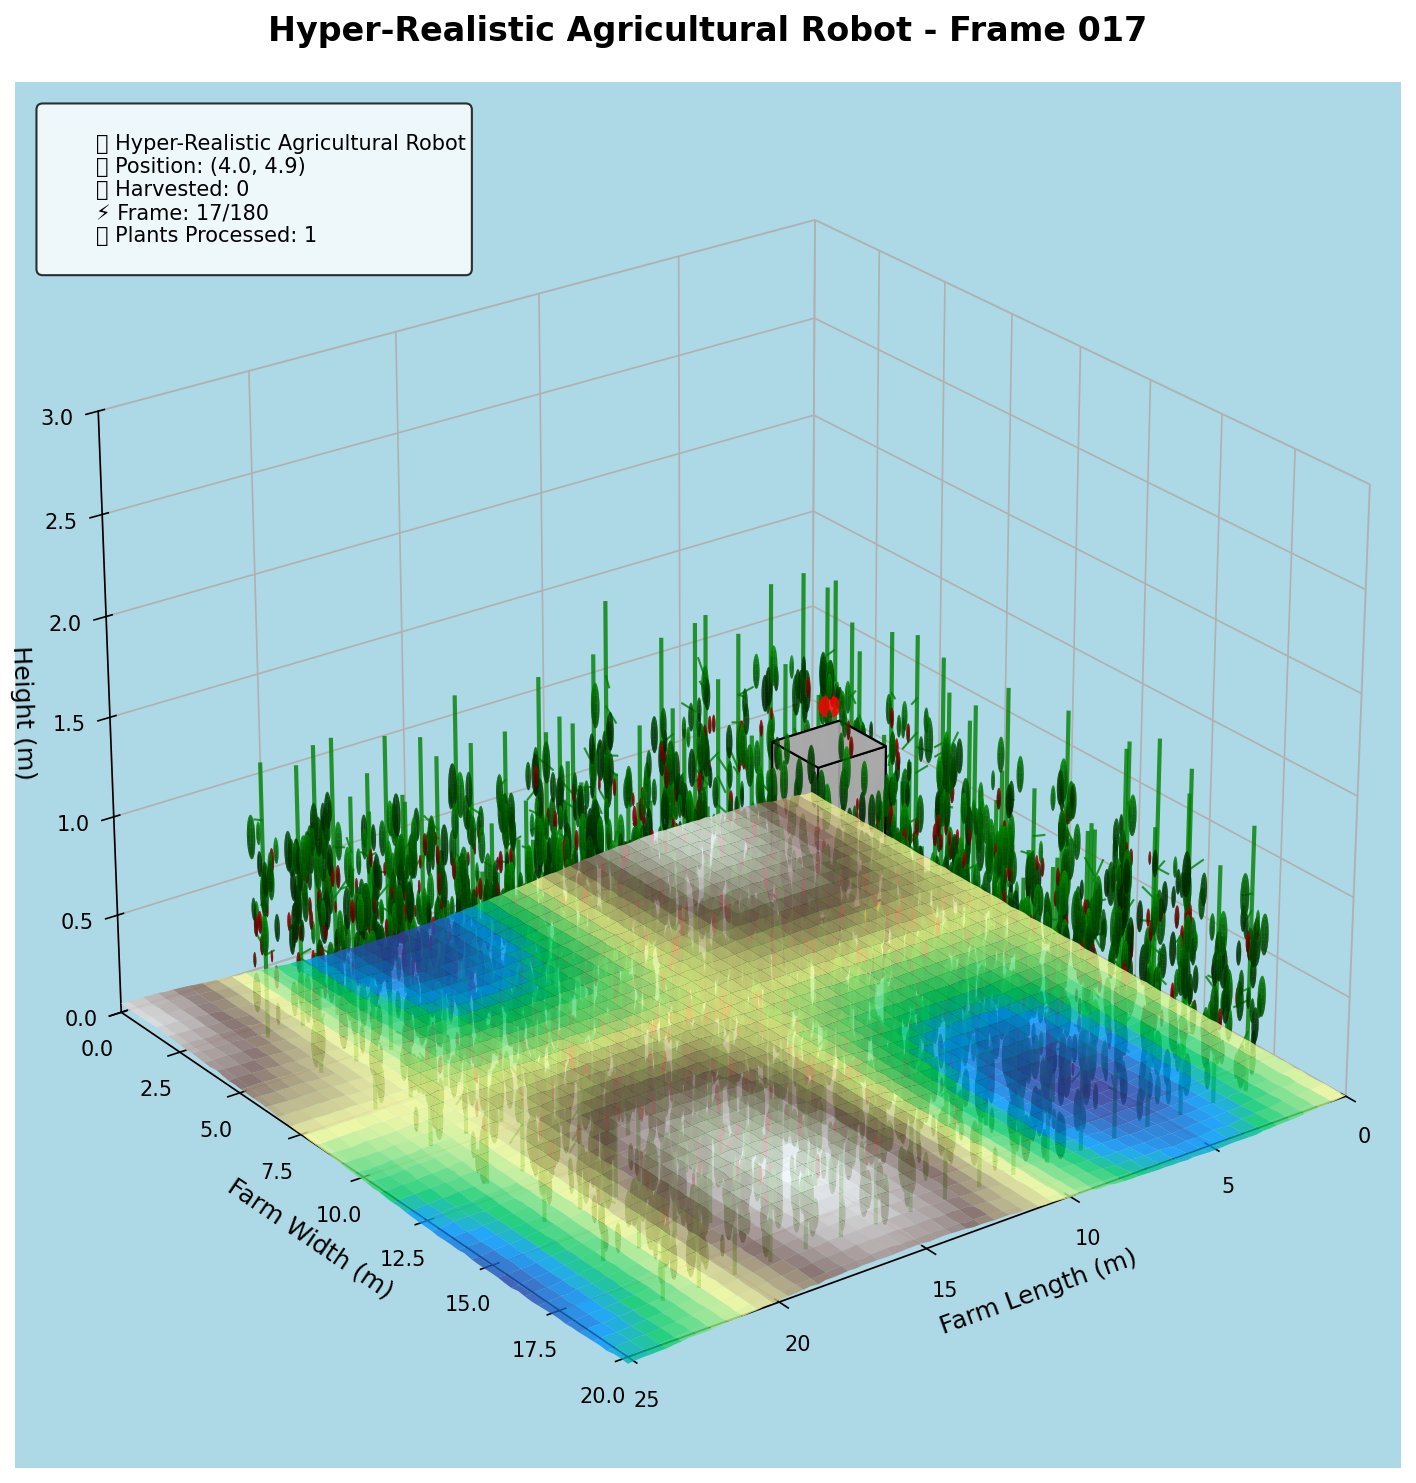 Hyper-Realistic Agricultural Robot - Frame 017
Hyper-Realistic Agricultural Robot
Position: (4.0, 4.9)
Harvested: 0
⚡ Frame: 17/180
Plants Processed: 1
3.0
2.5
2.0
1.5
1.0
0.5
0.0
Height (m)
0.0
2.5
5.0
7.5
10.0
12.5
15.0
17.5
20.0
Farm Width (m)
0
5
10
15
20
25
Farm Length (m)